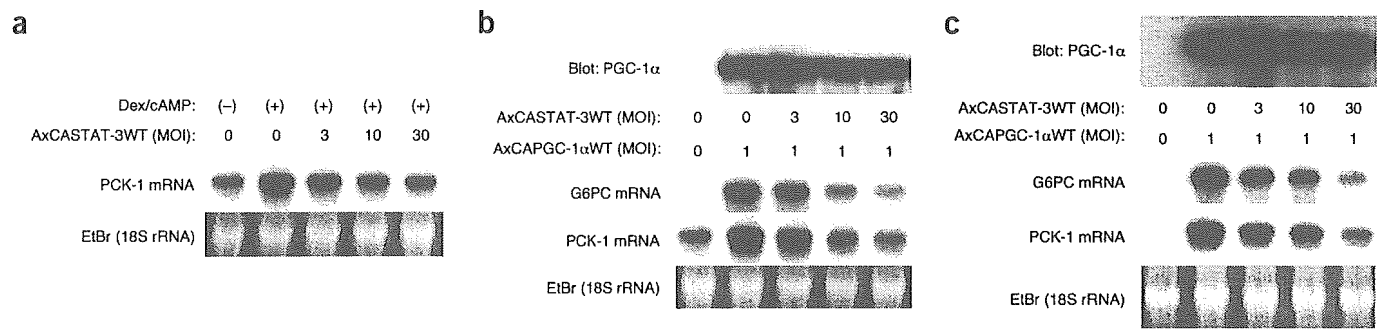 a
Dex/cAMP: (–) (+) (+) (+) (+)
AxCASTAT-3WT (MOI): 0 0 3 10 30
PCK-1 mRNA
EtBr (18S rRNA)
b
Blot: PGC-1α
AxCASTAT-3WT (MOI): 0 0 3 10 30
AxCAPGC-1αWT (MOI): 0 1 1 1 1
G6PC mRNA
PCK-1 mRNA
EtBr (18S rRNA)
c
Blot: PGC-1α
AxCASTAT-3WT (MOI): 0 0 3 10 30
AxCAPGC-1αWT (MOI): 0 1 1 1 1
G6PC mRNA
PCK-1 mRNA
EtBr (18S rRNA)